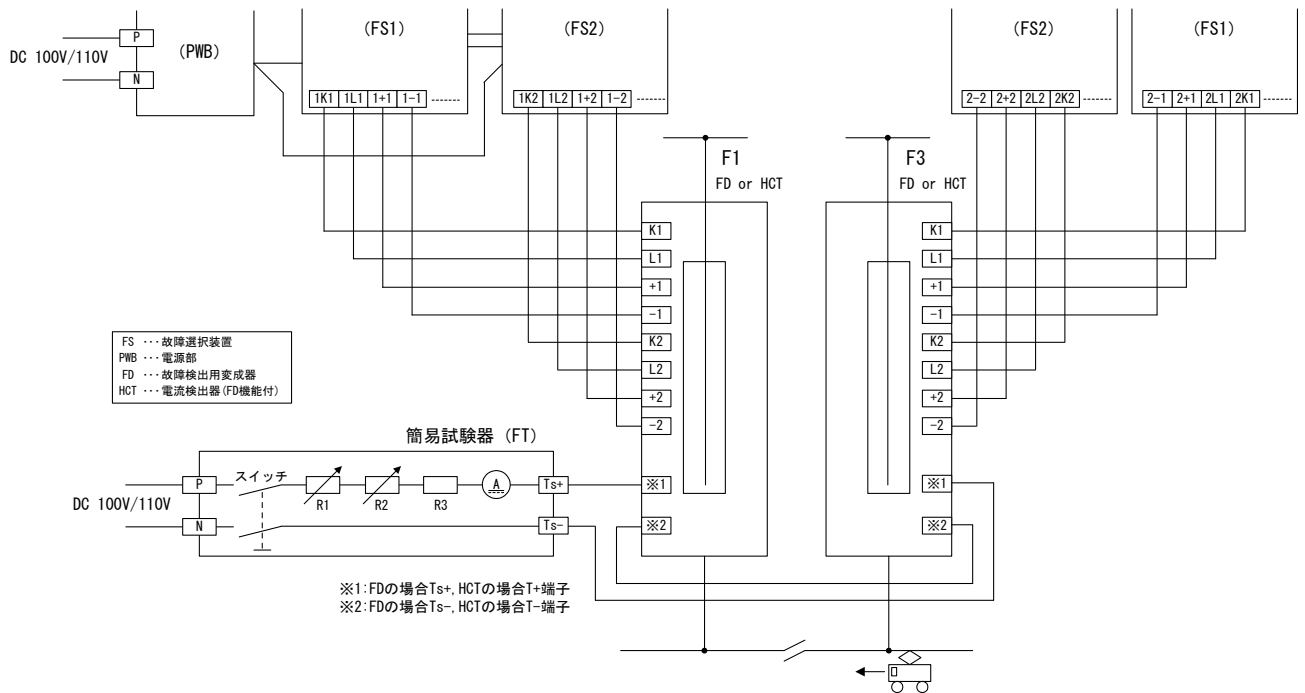 (PWB)
P
N
DC 100V/110V
(FS1)
1K1 1L1 1+1 1-1 -------
(FS2)
1K2 1L2 1+2 1-2 -------
(FS2)
2-2 2+2 2L2 2K2 -------
(FS1)
2-1 2+1 2L1 2K1 -------
F1
FD or HCT
K1
L1
+1
-1
K2
L2
+2
-2
※1
※2
F3
FD or HCT
K1
L1
+1
-1
K2
L2
+2
-2
※1
※2
FS ･･･故障選択装置
PWB ･･･電源部
FD ･･･故障検出用変成器
HCT ･･･電流検出器(FD機能付)
簡易試験器 (FT)
DC 100V/110V
P
N
スイッチ
R1
R2
R3
A
Ts+
Ts-
※1:FDの場合Ts+,HCTの場合T+端子
※2:FDの場合Ts-,HCTの場合T-端子